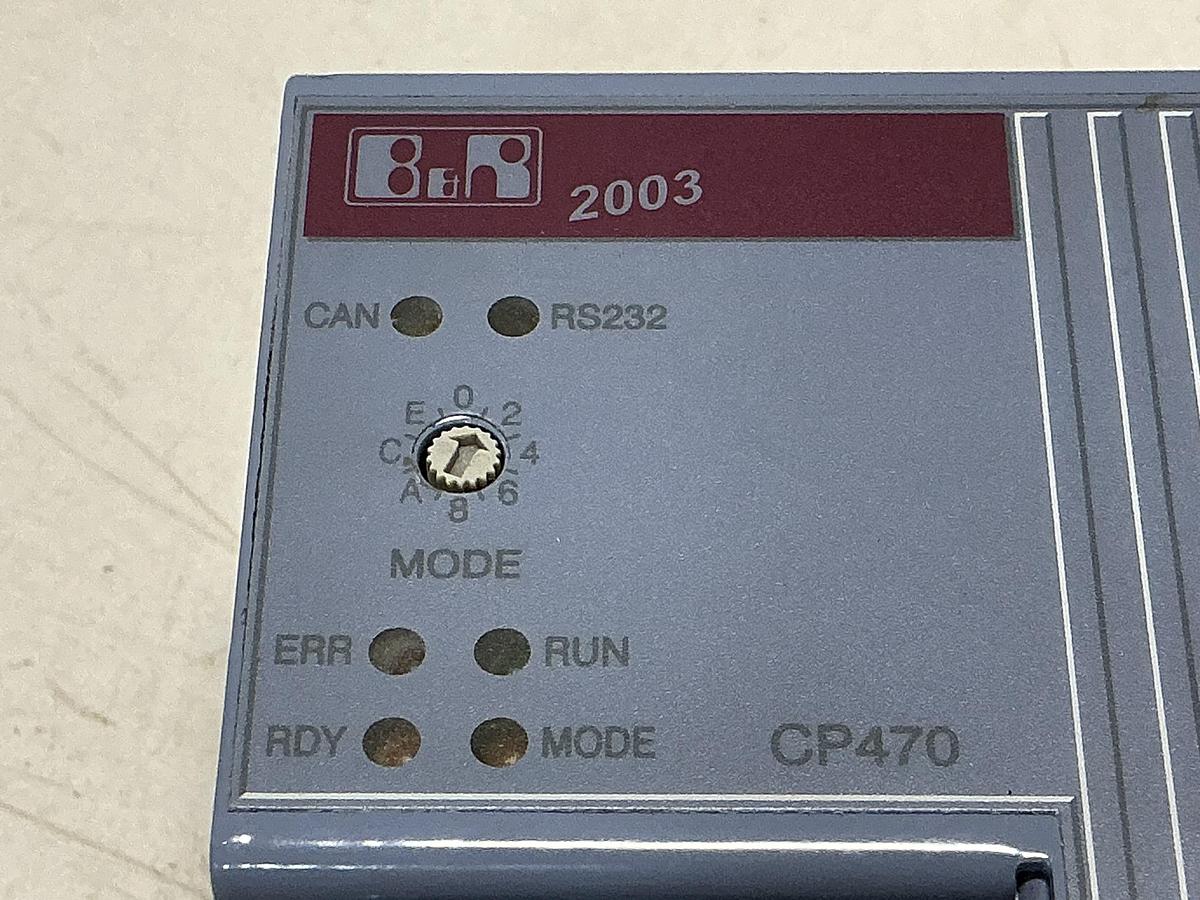 B&R 2003
CAN RS232
0
E 2
C 4
A 6
8
MODE
ERR RUN
RDY MODE CP470